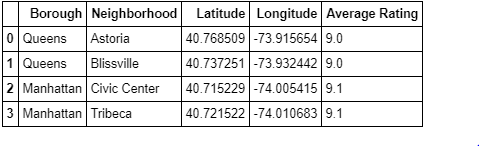 Borough Neighborhood Latitude Longitude Average Rating
0 Queens Astoria 40.768509 -73.915654 9.0
1 Queens Blissville 40.737251 -73.932442 9.0
2 Manhattan Civic Center 40.715229 -74.005415 9.1
3 Manhattan Tribeca 40.721522 -74.010683 9.1